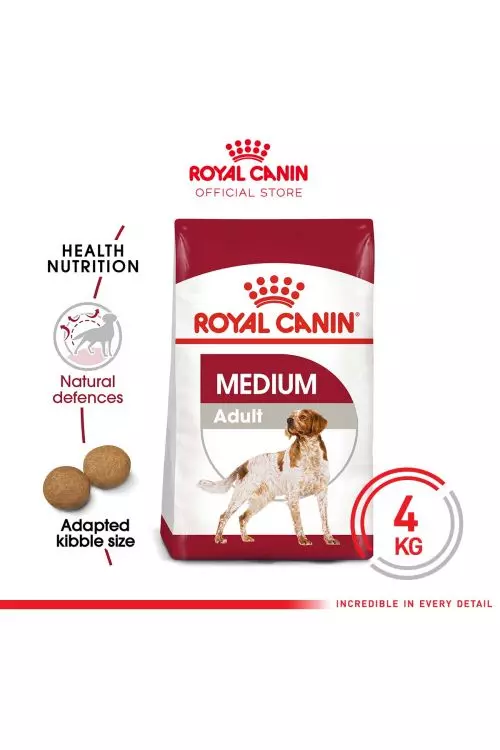 ROYAL CANIN
OFFICIAL STORE
HEALTH
NUTRITION
Natural
defences
Adapted
kibble size
ROYAL CANIN®
MEDIUM
Adult
4
KG
INCREDIBLE IN EVERY DETAIL